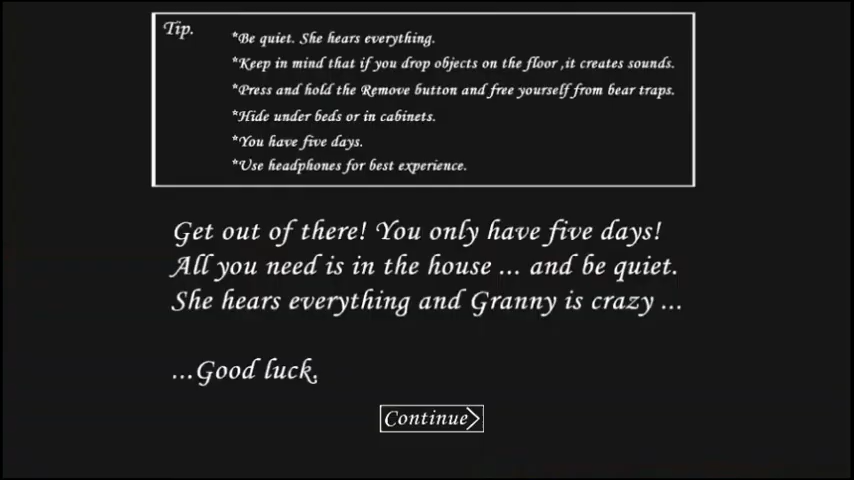 Tip.
*Be quiet. She hears everything.
*Keep in mind that if you drop objects on the floor ,it creates sounds.
*Press and hold the Remove button and free yourself from bear traps.
*Hide under beds or in cabinets.
*You have five days.
*Use headphones for best experience.
Get out of there! You only have five days!
All you need is in the house ... and be quiet.
She hears everything and Granny is crazy ...
...Good luck.
Continue